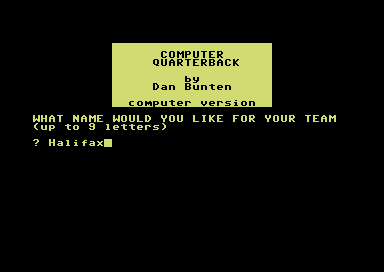 COMPUTER
QUARTERBACK
by
Dan Bunten
computer version
WHAT NAME WOULD YOU LIKE FOR YOUR TEAM
(up to 9 letters)
? Halifax